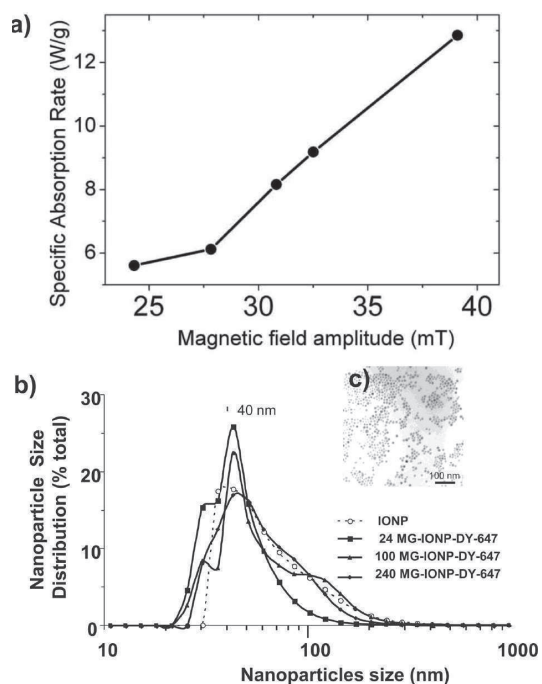 a)
Specific Absorption Rate (W/g)
12
10
8
6
25
30
35
40
Magnetic field amplitude (mT)
b)
c)
Nanoparticle Size
Distribution (% total)
30
20
10
0
40 nm
100 nm
IONP
24 MG-IONP-DY-647
100 MG-IONP-DY-647
240 MG-IONP-DY-647
10
100
1000
Nanoparticles size (nm)